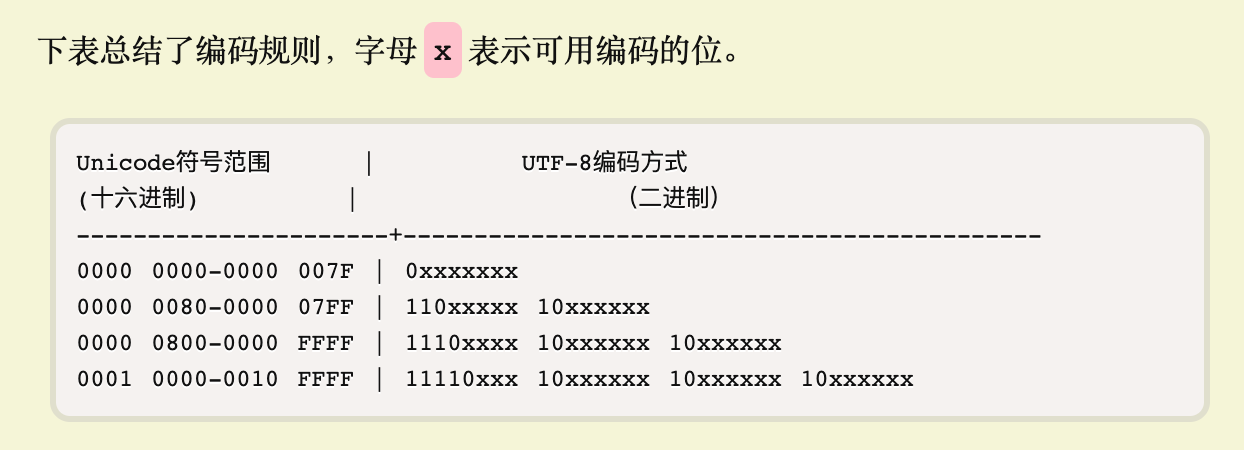 下表总结了编码规则，字母 x 表示可用编码的位。
Unicode符号范围 | UTF-8编码方式
(十六进制) | （二进制）
----------------------+---------------------------------------------
0000 0000-0000 007F | 0xxxxxxx
0000 0080-0000 07FF | 110xxxxx 10xxxxxx
0000 0800-0000 FFFF | 1110xxxx 10xxxxxx 10xxxxxx
0001 0000-0010 FFFF | 11110xxx 10xxxxxx 10xxxxxx 10xxxxxx